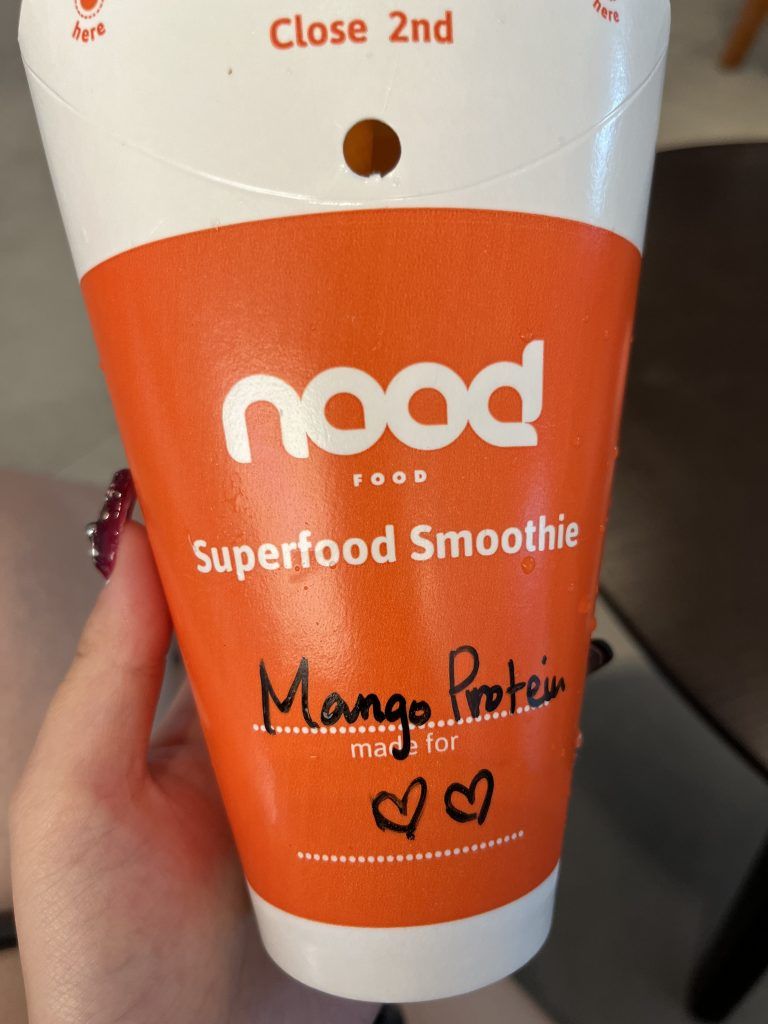 here
here
Close 2nd
nood
FOOD
Superfood Smoothie
Mango Protein
made for